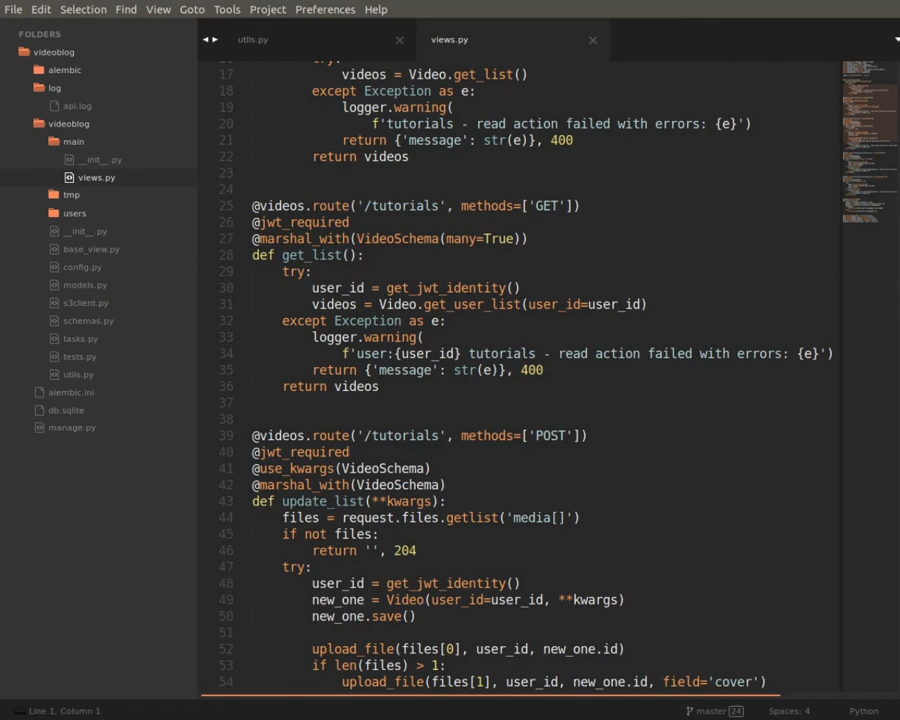 File Edit Selection Find View Goto Tools Project Preferences Help
FOLDERS
videoblog
alembic
log
api.log
videoblog
main
__init__.py
views.py
tmp
users
__init__.py
base_view.py
config.py
models.py
s3client.py
schemas.py
tasks.py
tests.py
utils.py
alembic.ini
db.sqlite
manage.py
utils.py
views.py
try:
17 videos = Video.get_list()
18 except Exception as e:
19 logger.warning(
20 f'tutorials - read action failed with errors: {e}')
21 return {'message': str(e)}, 400
22 return videos
23
24
25 @videos.route('/tutorials', methods=['GET'])
26 @jwt_required
27 @marshal_with(VideoSchema(many=True))
28 def get_list():
29 try:
30 user_id = get_jwt_identity()
31 videos = Video.get_user_list(user_id=user_id)
32 except Exception as e:
33 logger.warning(
34 f'user:{user_id} tutorials - read action failed with errors: {e}')
35 return {'message': str(e)}, 400
36 return videos
37
38
39 @videos.route('/tutorials', methods=['POST'])
40 @jwt_required
41 @use_kwargs(VideoSchema)
42 @marshal_with(VideoSchema)
43 def update_list(**kwargs):
44 files = request.files.getlist('media[]')
45 if not files:
46 return '', 204
47 try:
48 user_id = get_jwt_identity()
49 new_one = Video(user_id=user_id, **kwargs)
50 new_one.save()
51
52 upload_file(files[0], user_id, new_one.id)
53 if len(files) > 1:
54 upload_file(files[1], user_id, new_one.id, field='cover')
Line 1, Column 1
master 24
Spaces: 4
Python